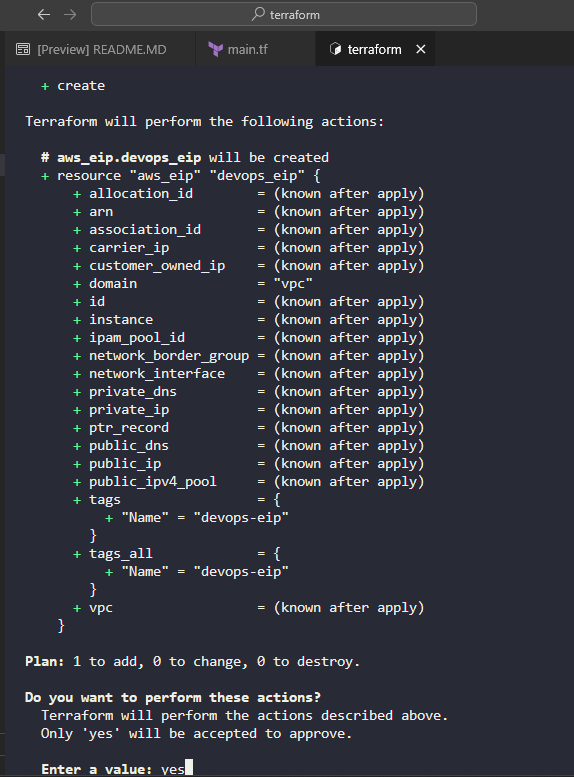 terraform
[Preview] README.MD
main.tf
terraform
+ create
Terraform will perform the following actions:
# aws_eip.devops_eip will be created
+ resource "aws_eip" "devops_eip" {
+ allocation_id = (known after apply)
+ arn = (known after apply)
+ association_id = (known after apply)
+ carrier_ip = (known after apply)
+ customer_owned_ip = (known after apply)
+ domain = "vpc"
+ id = (known after apply)
+ instance = (known after apply)
+ ipam_pool_id = (known after apply)
+ network_border_group = (known after apply)
+ network_interface = (known after apply)
+ private_dns = (known after apply)
+ private_ip = (known after apply)
+ ptr_record = (known after apply)
+ public_dns = (known after apply)
+ public_ip = (known after apply)
+ public_ipv4_pool = (known after apply)
+ tags = {
+ "Name" = "devops-eip"
}
+ tags_all = {
+ "Name" = "devops-eip"
}
+ vpc = (known after apply)
}
Plan: 1 to add, 0 to change, 0 to destroy.
Do you want to perform these actions?
Terraform will perform the actions described above.
Only 'yes' will be accepted to approve.
Enter a value: yes